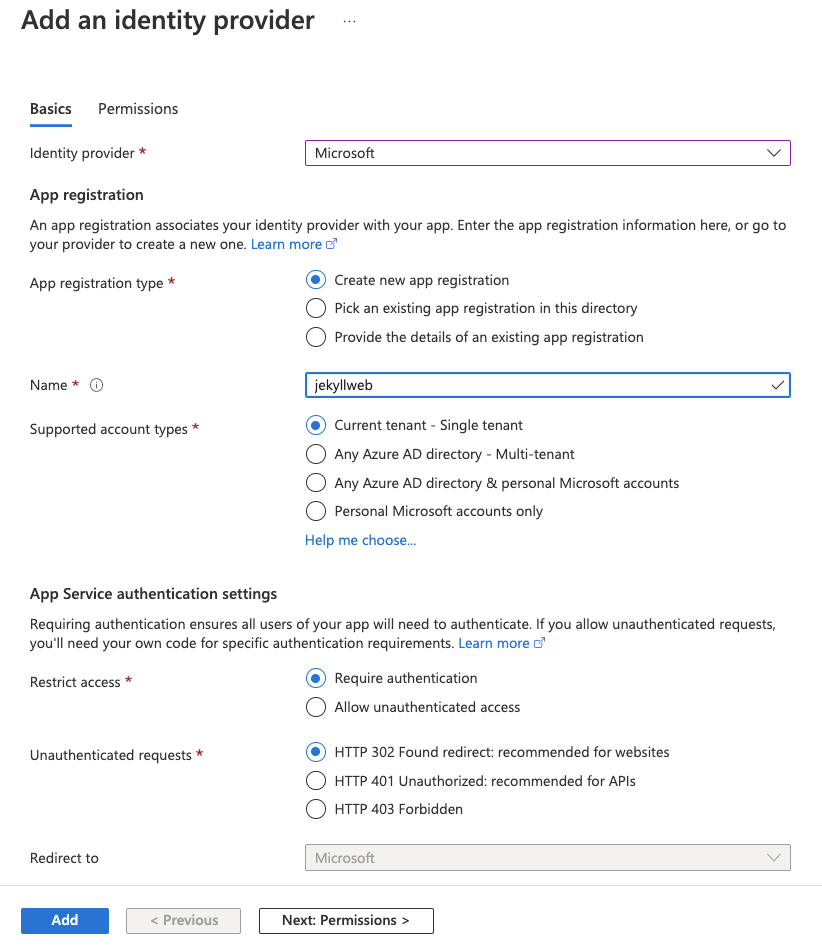 Add an identity provider ...
Basics Permissions
Identity provider * Microsoft
App registration
An app registration associates your identity provider with your app. Enter the app registration information here, or go to
your provider to create a new one. Learn more
App registration type * Create new app registration
Pick an existing app registration in this directory
Provide the details of an existing app registration
Name * jekyllweb
Supported account types * Current tenant - Single tenant
Any Azure AD directory - Multi-tenant
Any Azure AD directory & personal Microsoft accounts
Personal Microsoft accounts only
Help me choose...
App Service authentication settings
Requiring authentication ensures all users of your app will need to authenticate. If you allow unauthenticated requests,
you'll need your own code for specific authentication requirements. Learn more
Restrict access * Require authentication
Allow unauthenticated access
Unauthenticated requests * HTTP 302 Found redirect: recommended for websites
HTTP 401 Unauthorized: recommended for APIs
HTTP 403 Forbidden
Redirect to Microsoft
Add < Previous Next: Permissions >